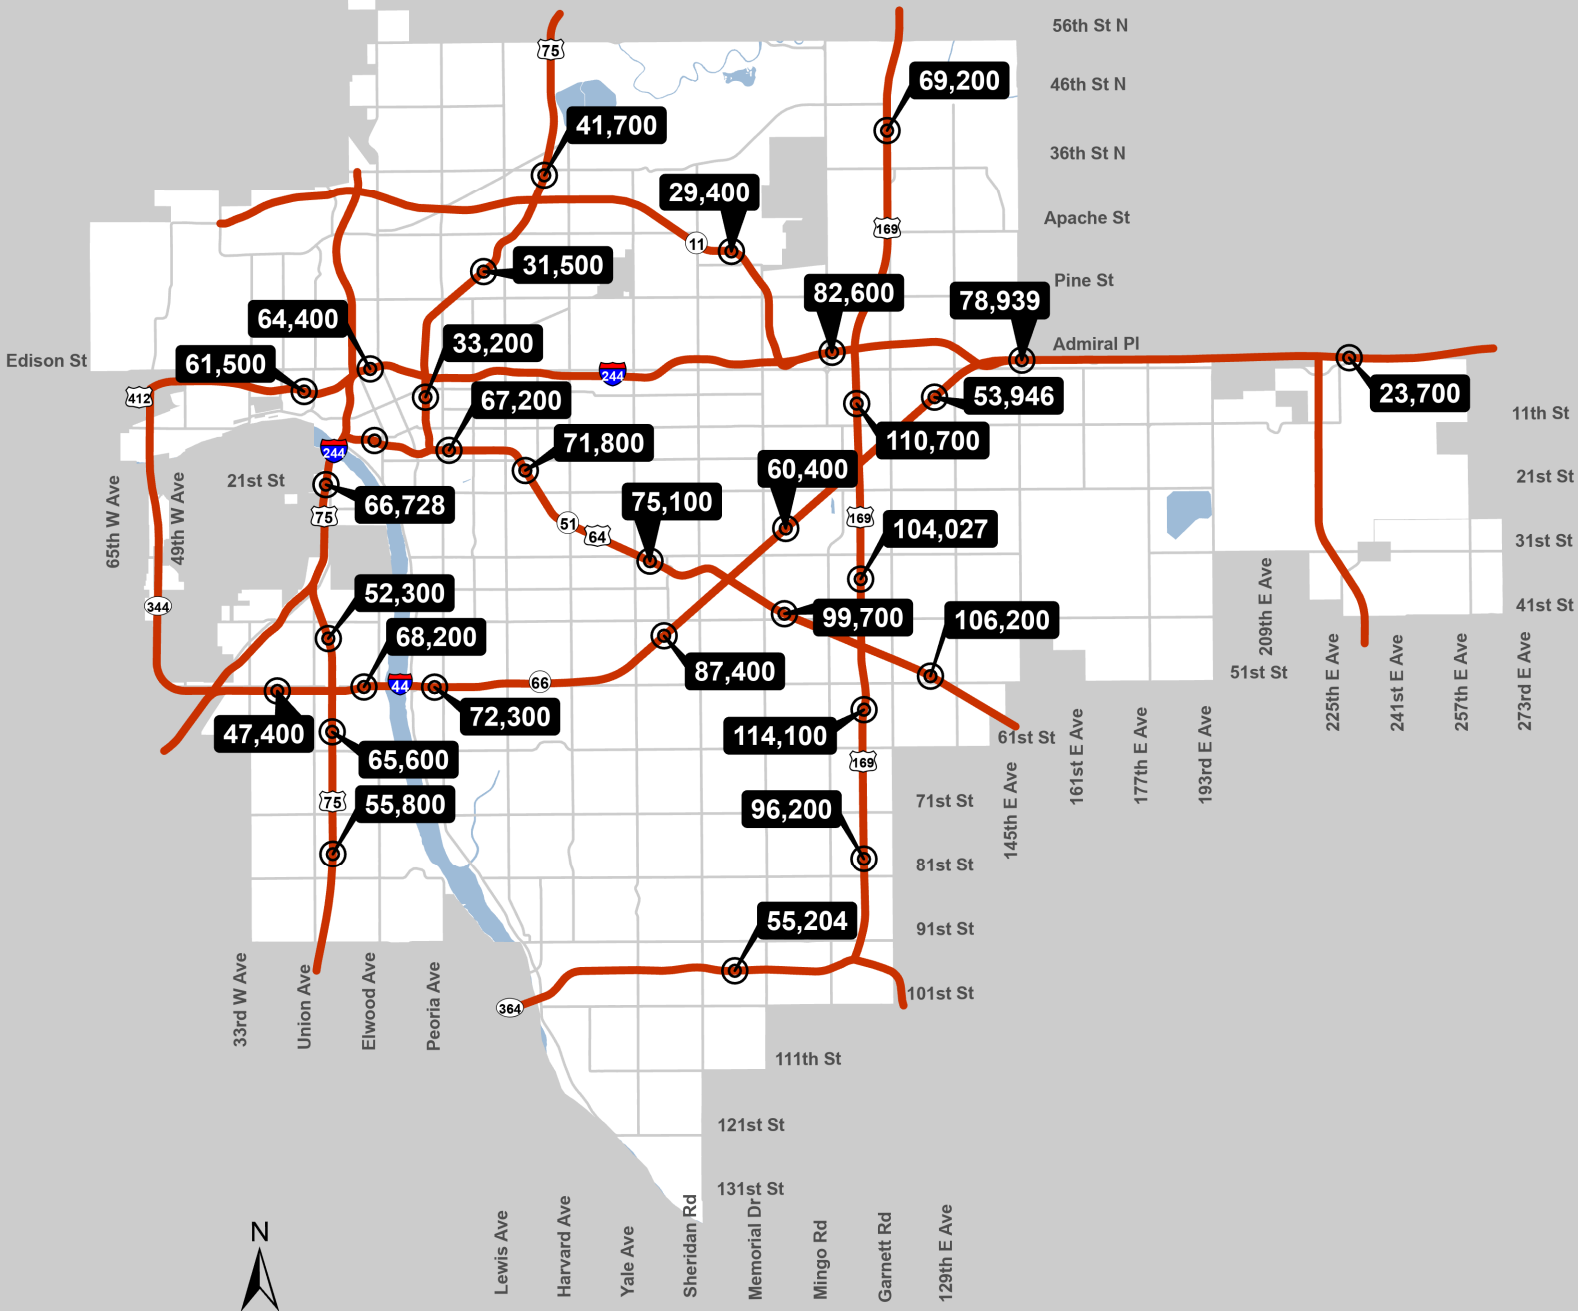 56th St N
75
69,200
46th St N
41,700
36th St N
29,400
Apache St
169
11
31,500
Pine St
82,600
78,939
64,400
33,200
Admiral Pl
Edison St
61,500
244
412
67,200
53,946
23,700
11th St
71,800
110,700
244
60,400
21st St
21st St
66,728
75,100
65th W Ave
49th W Ave
75
51
64
169
104,027
31st St
52,300
344
99,700
106,200
209th E Ave
41st St
68,200
44
66
87,400
51st St
225th E Ave
241st E Ave
257th E Ave
273rd E Ave
47,400
72,300
114,100
61st St
65,600
169
145th E Ave
161st E Ave
177th E Ave
193rd E Ave
75
55,800
96,200
71st St
81st St
55,204
91st St
33rd W Ave
Union Ave
Elwood Ave
Peoria Ave
364
101st St
111th St
121st St
131st St
N
Lewis Ave
Harvard Ave
Yale Ave
Sheridan Rd
Memorial Dr
Mingo Rd
Garnett Rd
129th E Ave